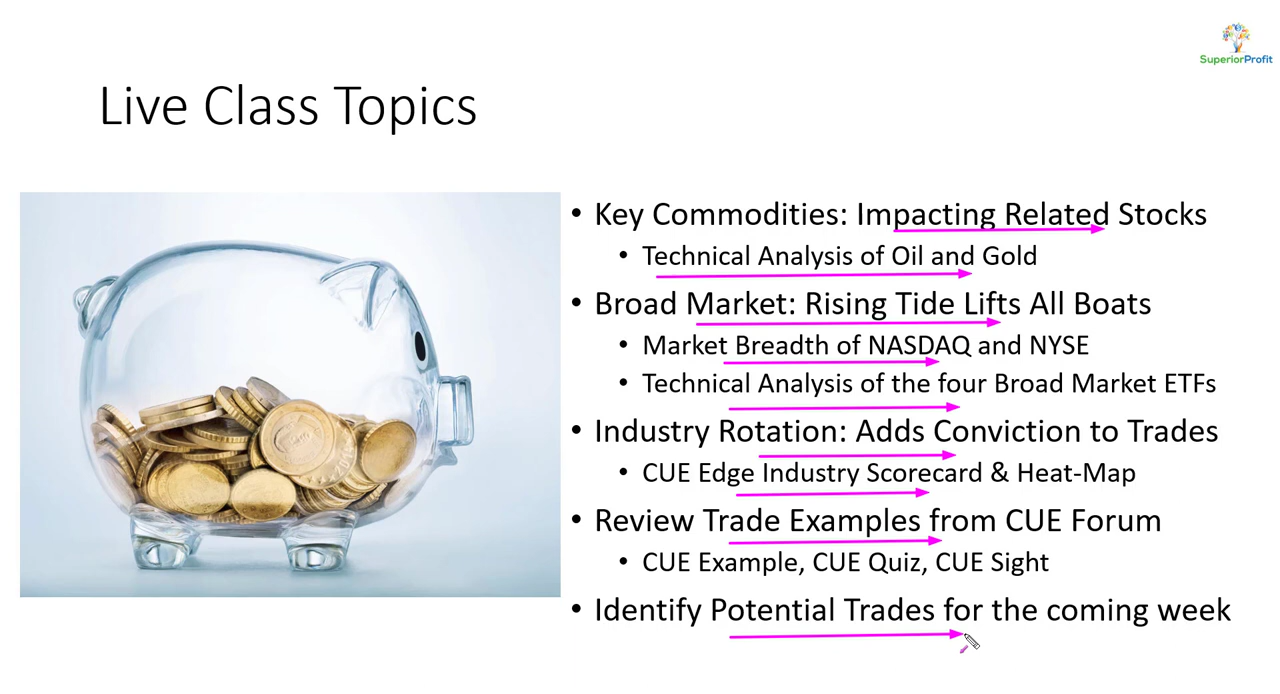 SuperiorProfit
Live Class Topics
• Key Commodities: Impacting Related Stocks
• Technical Analysis of Oil and Gold
• Broad Market: Rising Tide Lifts All Boats
• Market Breadth of NASDAQ and NYSE
• Technical Analysis of the four Broad Market ETFs
• Industry Rotation: Adds Conviction to Trades
• CUE Edge Industry Scorecard & Heat-Map
• Review Trade Examples from CUE Forum
• CUE Example, CUE Quiz, CUE Sight
• Identify Potential Trades for the coming week